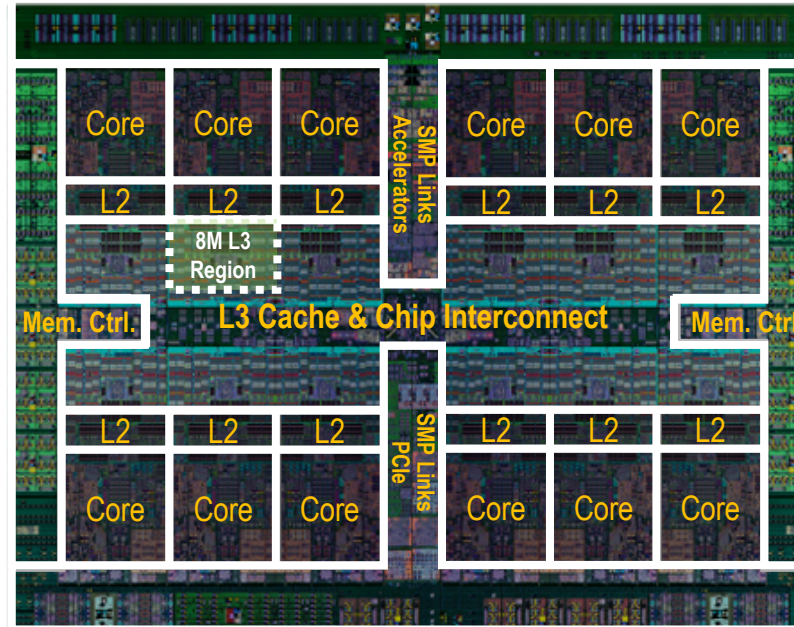 Core Core Core Core Core Core
SMP Links
Accelerators
L2 L2 L2 L2 L2 L2
8M L3
Region
Mem. Ctrl. L3 Cache & Chip Interconnect Mem. Ctrl
L2 L2 L2 L2 L2 L2
SMP Links
PCIe
Core Core Core Core Core Core